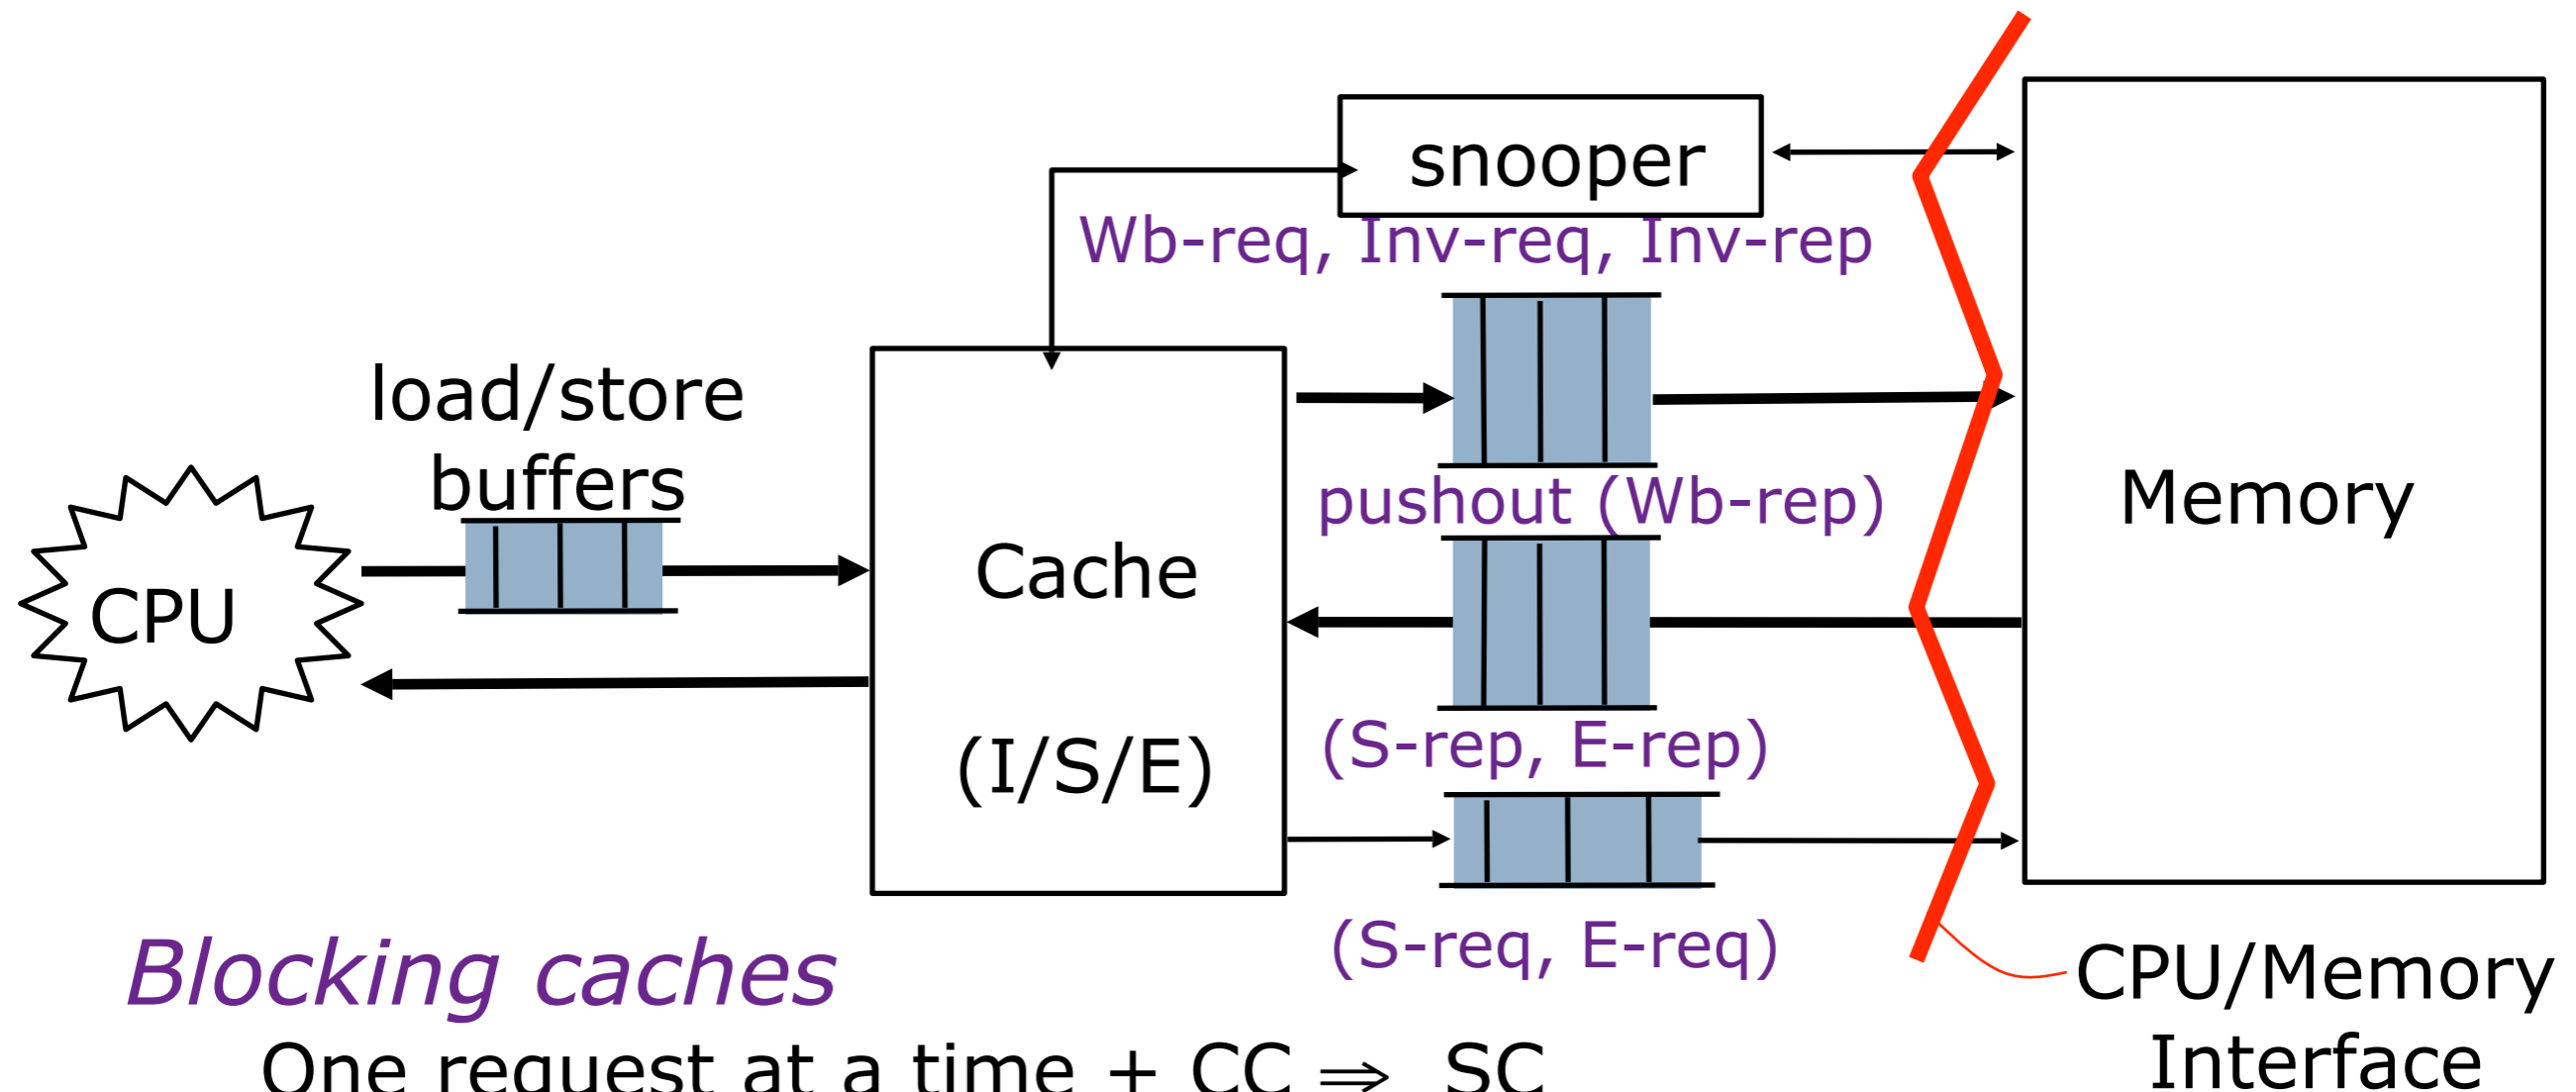 snooper
Wb-req, Inv-req, Inv-rep
load/store
buffers
CPU
Cache
(I/S/E)
pushout (Wb-rep)
Memory
(S-rep, E-rep)
(S-req, E-req)
CPU/Memory
Interface
Blocking caches
One request at a time + CC ⇒ SC